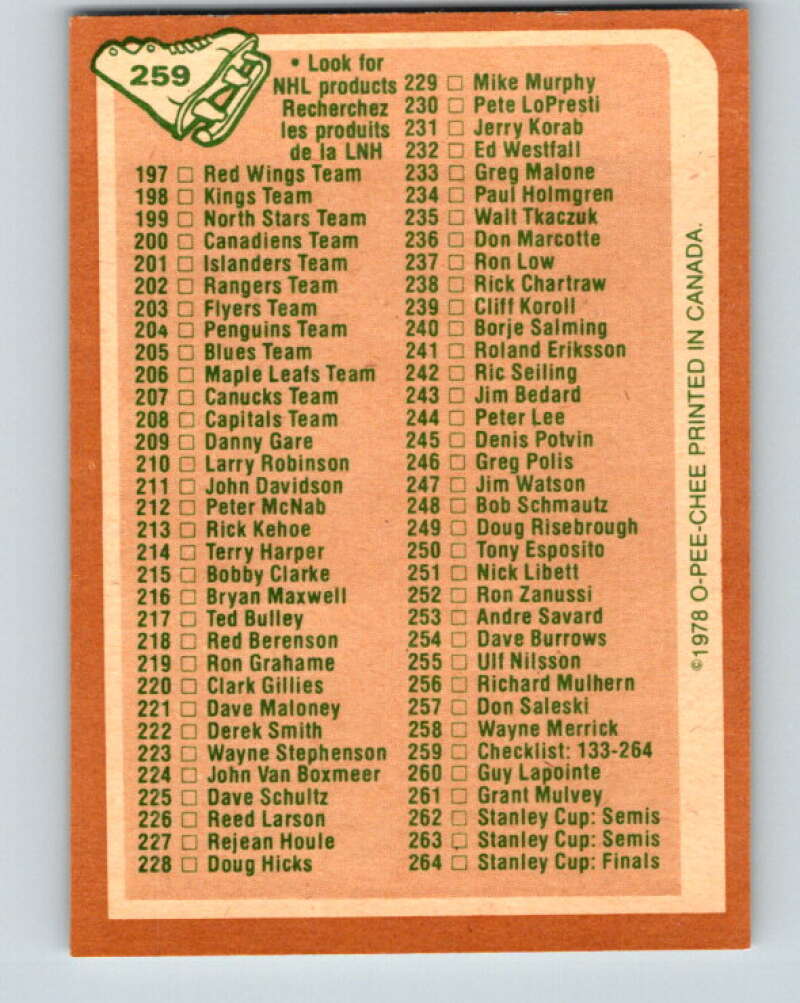 259
• Look for
NHL products
Recherchez
les produits
de la LNH
197 □ Red Wings Team
198 □ Kings Team
199 □ North Stars Team
200 □ Canadiens Team
201 □ Islanders Team
202 □ Rangers Team
203 □ Flyers Team
204 □ Penguins Team
205 □ Blues Team
206 □ Maple Leafs Team
207 □ Canucks Team
208 □ Capitals Team
209 □ Danny Gare
210 □ Larry Robinson
211 □ John Davidson
212 □ Peter McNab
213 □ Rick Kehoe
214 □ Terry Harper
215 □ Bobby Clarke
216 □ Bryan Maxwell
217 □ Ted Bulley
218 □ Red Berenson
219 □ Ron Grahame
220 □ Clark Gillies
221 □ Dave Maloney
222 □ Derek Smith
223 □ Wayne Stephenson
224 □ John Van Boxmeer
225 □ Dave Schultz
226 □ Reed Larson
227 □ Rejean Houle
228 □ Doug Hicks
229 □ Mike Murphy
230 □ Pete LoPresti
231 □ Jerry Korab
232 □ Ed Westfall
233 □ Greg Malone
234 □ Paul Holmgren
235 □ Walt Tkaczuk
236 □ Don Marcotte
237 □ Ron Low
238 □ Rick Chartraw
239 □ Cliff Koroll
240 □ Borje Salming
241 □ Roland Eriksson
242 □ Ric Seiling
243 □ Jim Bedard
244 □ Peter Lee
245 □ Denis Potvin
246 □ Greg Polis
247 □ Jim Watson
248 □ Bob Schmautz
249 □ Doug Risebrough
250 □ Tony Esposito
251 □ Nick Libett
252 □ Ron Zanussi
253 □ Andre Savard
254 □ Dave Burrows
255 □ Ulf Nilsson
256 □ Richard Mulhern
257 □ Don Saleski
258 □ Wayne Merrick
259 □ Checklist: 133-264
260 □ Guy Lapointe
261 □ Grant Mulvey
262 □ Stanley Cup: Semis
263 □ Stanley Cup: Semis
264 □ Stanley Cup: Finals
©1978 O-PEE-CHEE PRINTED IN CANADA.